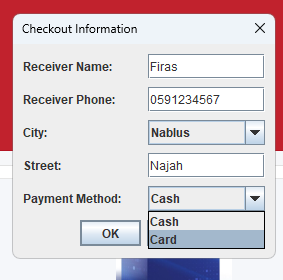 Checkout Information
Receiver Name: Firas
Receiver Phone: 0591234567
City: Nablus
Street: Najah
Payment Method: Cash
Cash
Card
OK